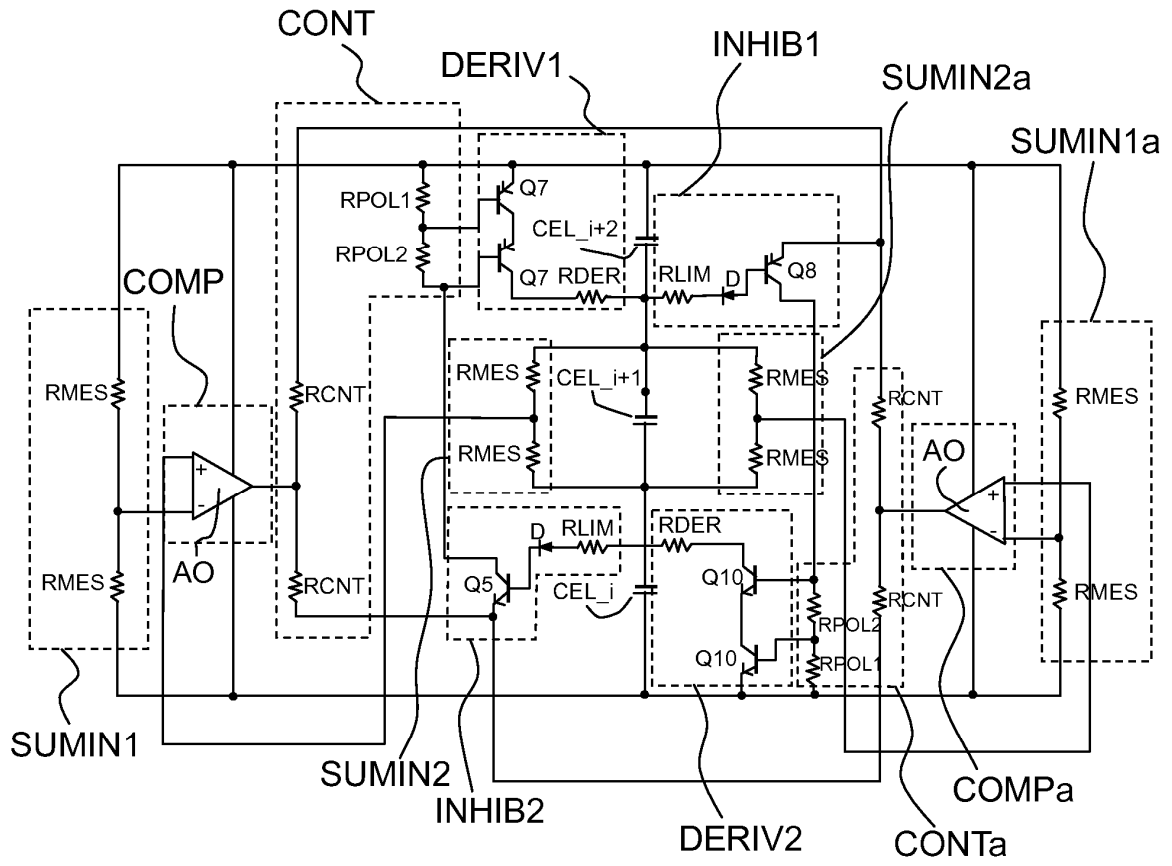 CONT
DERIV1
INHIB1
SUMIN2a
SUMIN1a
RPOL1
Q7
CEL_i+2
RPOL2
Q7
RDER
RLIM
D
Q8
COMP
RMES
RCNT
RMES
CEL_i+1
RMES
RCNT
RMES
+
-
AO
RMES
RMES
AO
+
-
RMES
RCNT
Q5
D
RLIM
RDER
CEL_i
Q10
Q10
RCNT
RPOL2
RPOL1
RMES
SUMIN1
SUMIN2
INHIB2
DERIV2
CONTa
COMPa